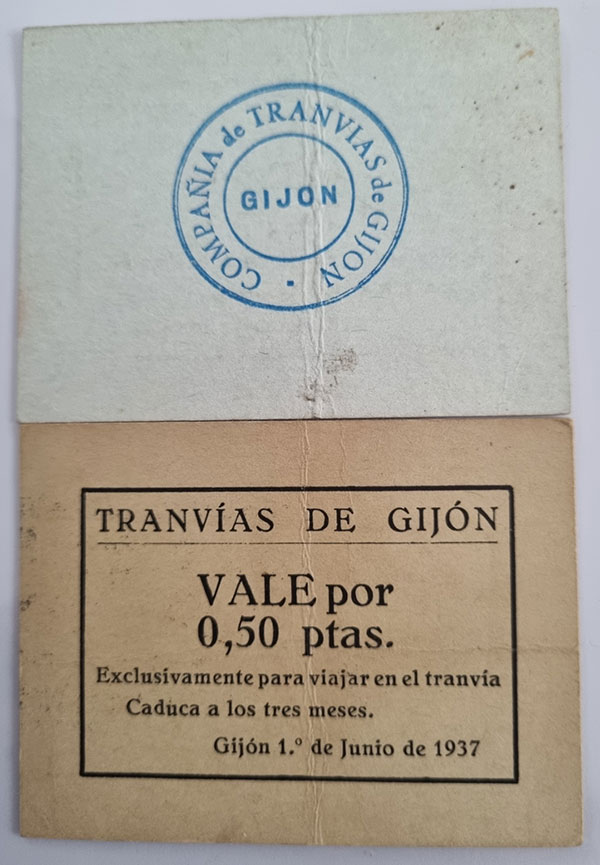 COMPAÑIA de TRANVIAS de GIJON
GIJON
TRANVÍAS DE GIJÓN
VALE por
0,50 ptas.
Exclusivamente para viajar en el tranvía
Caduca a los tres meses.
Gijón 1.º de Junio de 1937